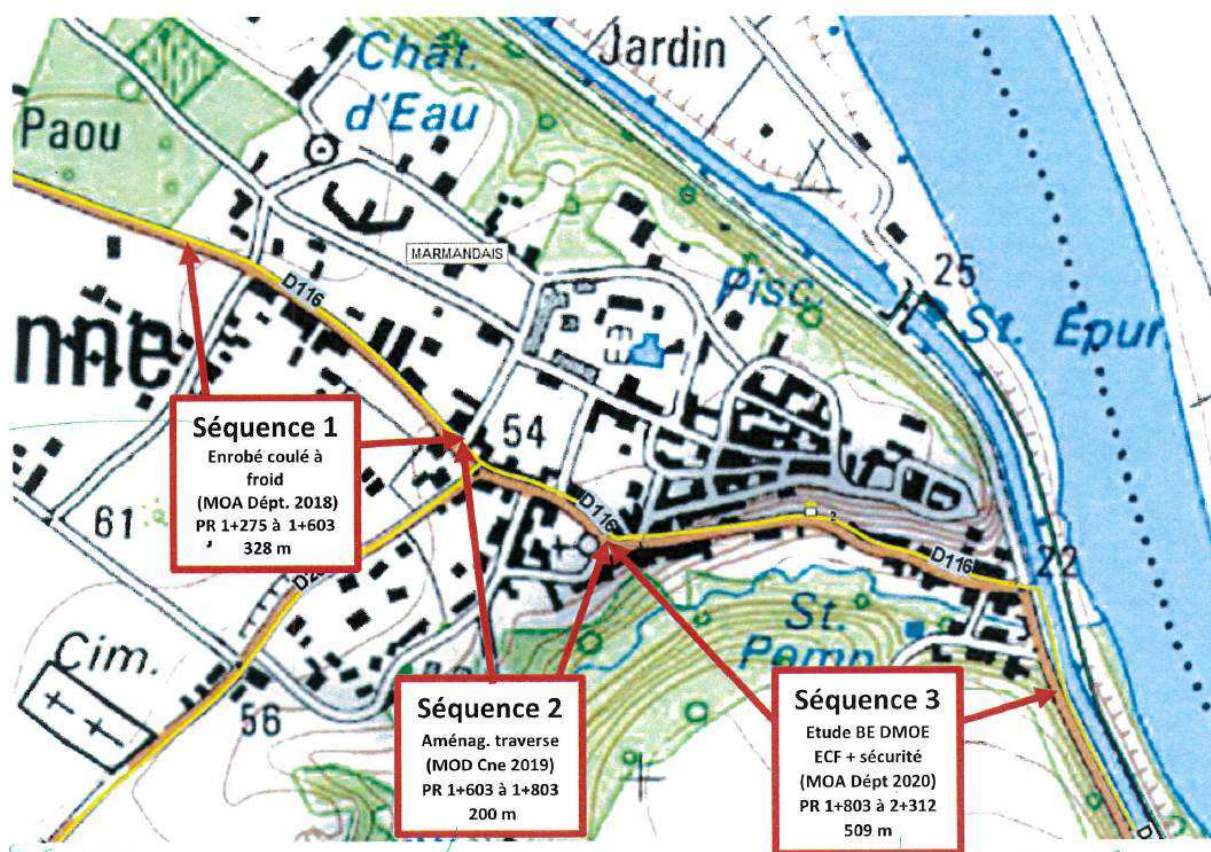 Chât.
d'Eau
Jardin
Paou
MARMANDAIS
25
Pisc.
St. Épur
D116
nne
Séquence 1
Enrobé coulé à
froid
(MOA Dépt. 2018)
PR 1+275 à 1+603
328 m
54
61
D116
?
D116
22
St.
Pomp
Cim.
56
Séquence 2
Aménag. traverse
(MOD Cne 2019)
PR 1+603 à 1+803
200 m
Séquence 3
Etude BE DMOE
ECF + sécurité
(MOA Dépt 2020)
PR 1+803 à 2+312
509 m
D